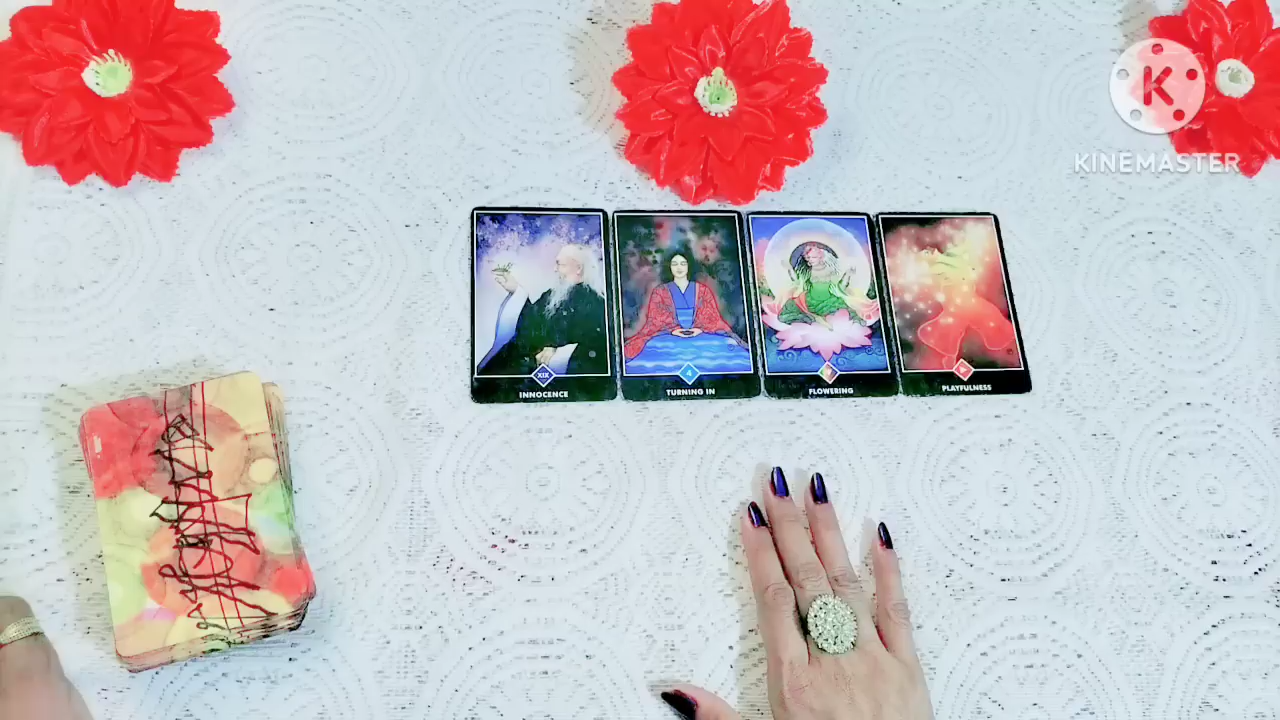 K
KINEMASTER
XIX
INNOCENCE
4
TURNING IN
FLOWERING
PLAYFULNESS